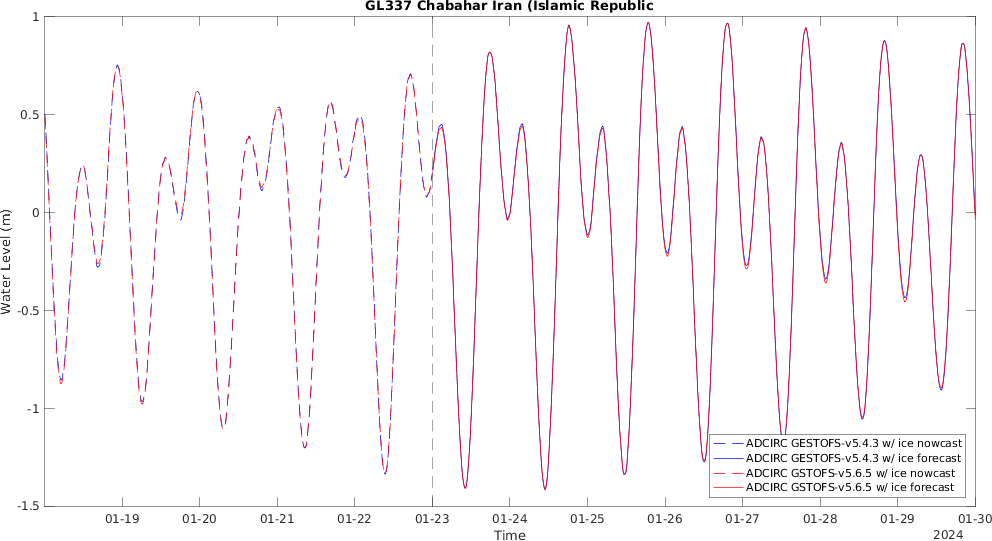 GL337 Chabahar Iran (Islamic Republic
1
0.5
0
-0.5
-1
-1.5
Water Level (m)
ADCIRC GESTOFS-v5.4.3 w/ ice nowcast
ADCIRC GESTOFS-v5.4.3 w/ ice forecast
ADCIRC GSTOFS-v5.6.5 w/ ice nowcast
ADCIRC GSTOFS-v5.6.5 w/ ice forecast
01-19 01-20 01-21 01-22 01-23 01-24 01-25 01-26 01-27 01-28 01-29 01-30
Time
2024